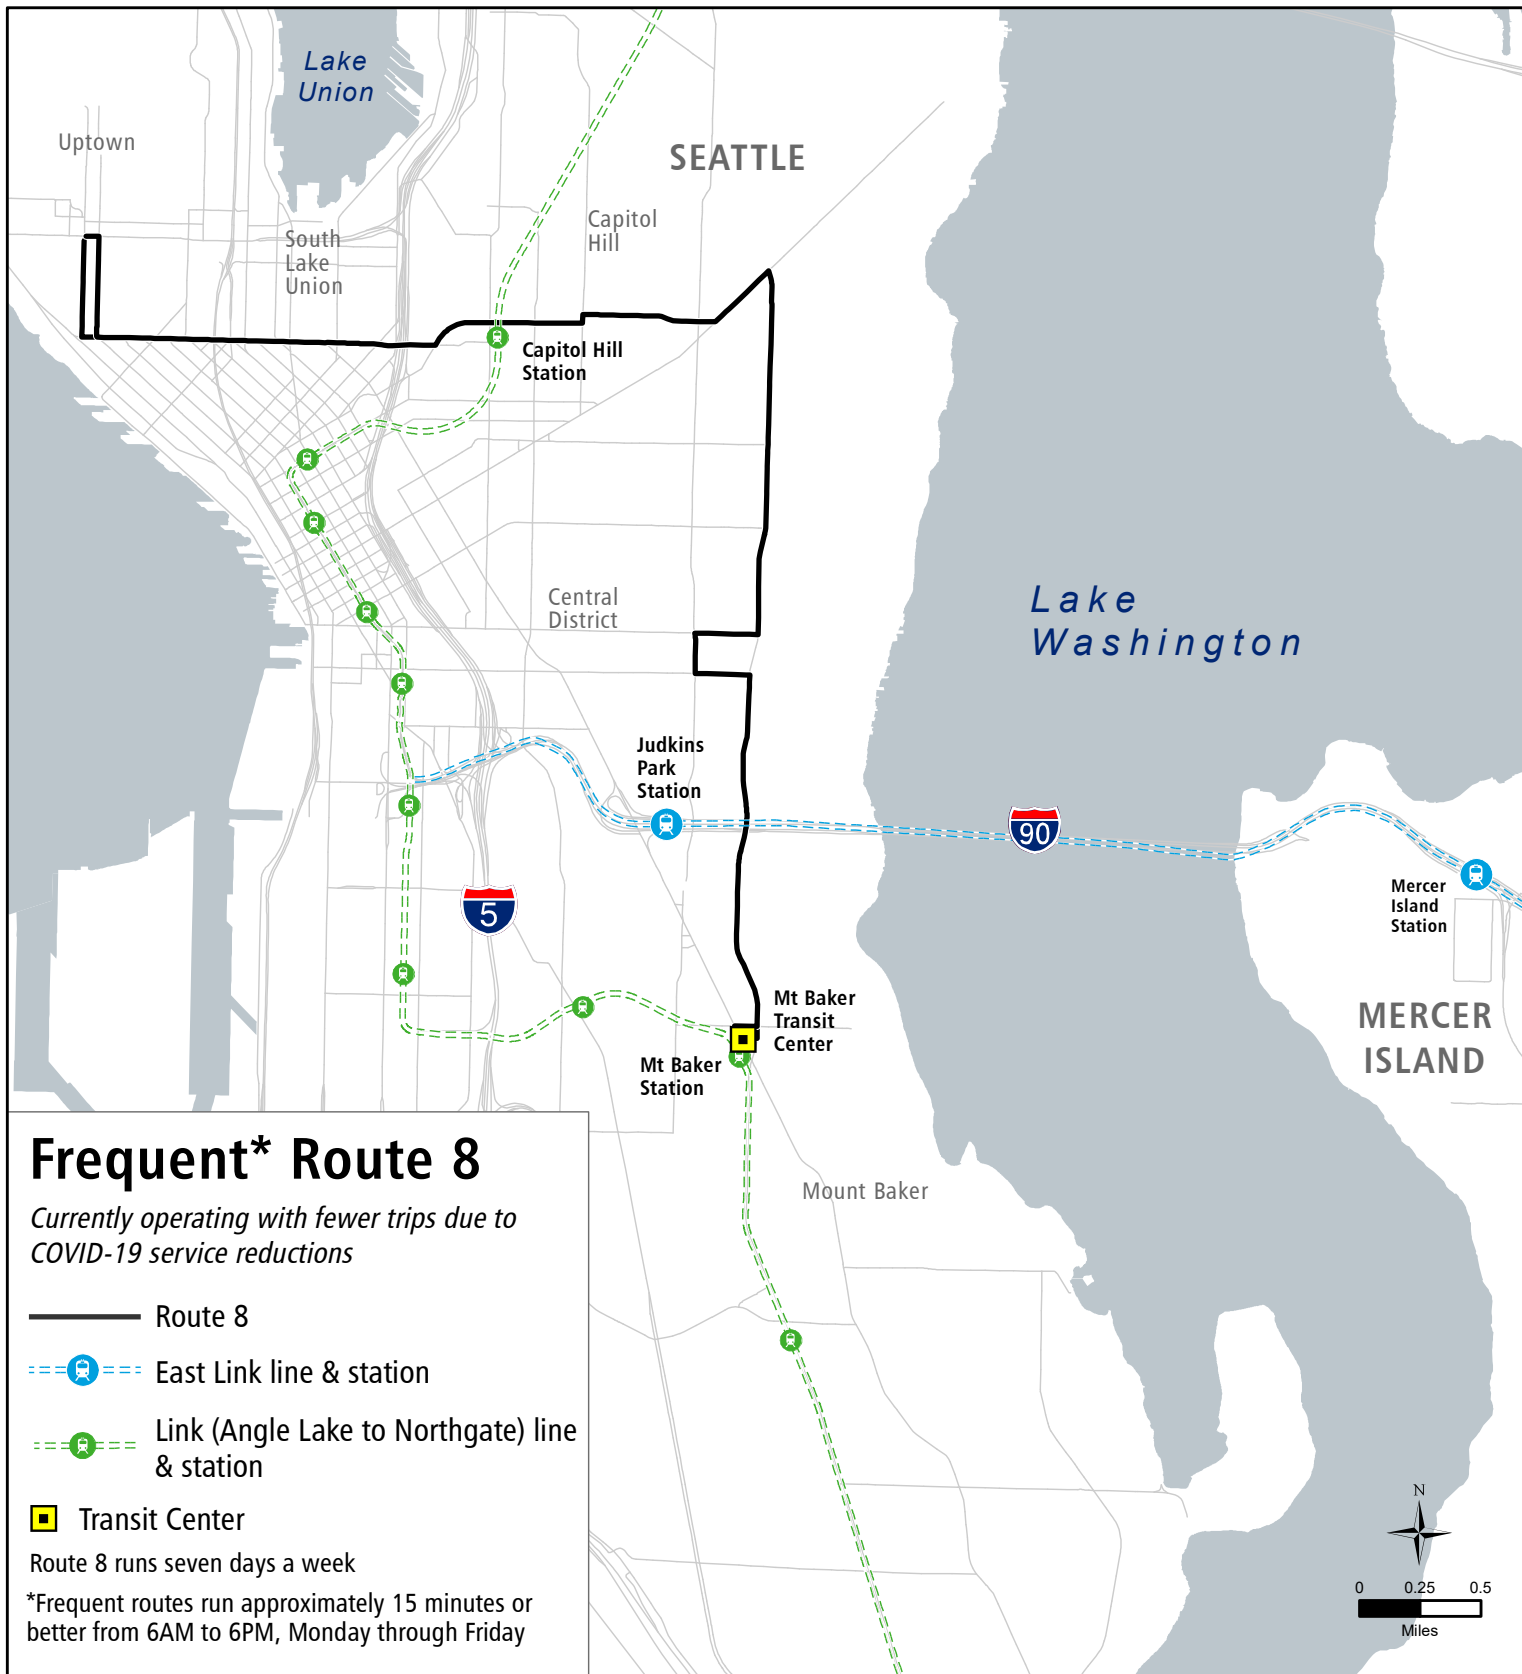 Lake
Union
Uptown
SEATTLE
Capitol
Hill
South
Lake
Union
Capitol Hill
Station
Central
District
Lake
Washington
Judkins
Park
Station
90
Mercer
Island
Station
5
Mt Baker
Transit
Center
MERCER
ISLAND
Mt Baker
Station
Mount Baker
Frequent* Route 8
Currently operating with fewer trips due to
COVID-19 service reductions
Route 8
East Link line & station
Link (Angle Lake to Northgate) line
& station
Transit Center
Route 8 runs seven days a week
*Frequent routes run approximately 15 minutes or
better from 6AM to 6PM, Monday through Friday
N
0 0.25 0.5
Miles